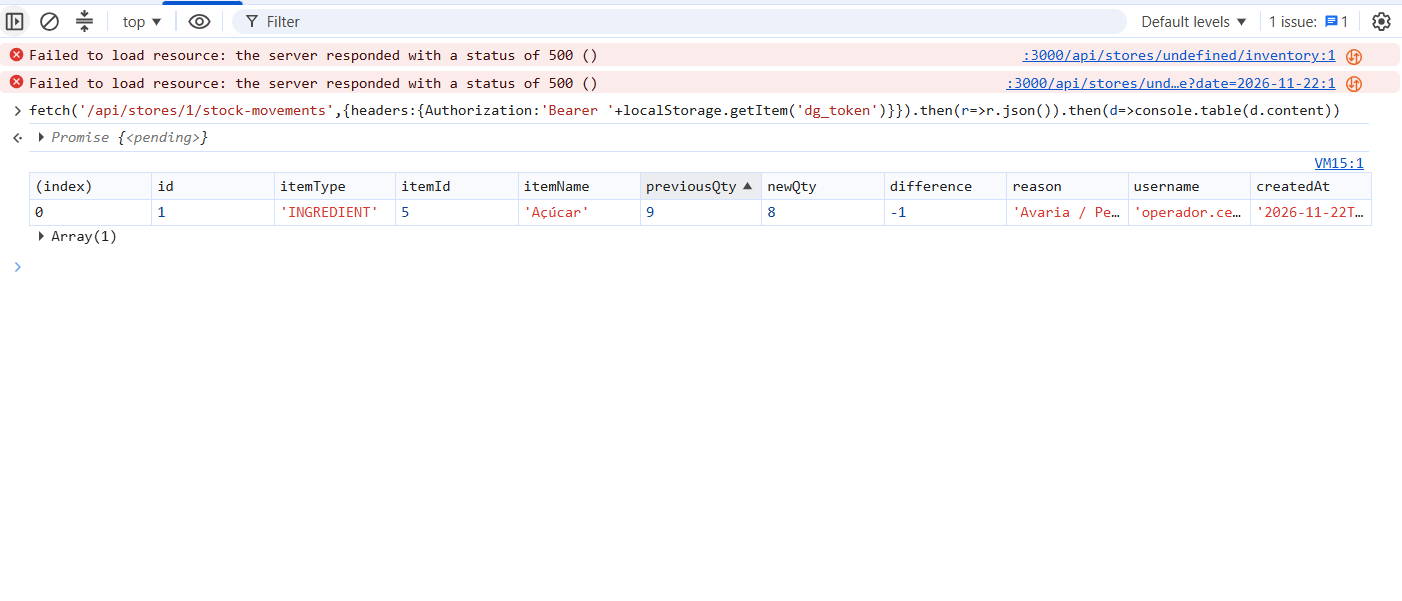 top ▼ Filter Default levels ▼ 1 issue: 1
Failed to load resource: the server responded with a status of 500 () :3000/api/stores/undefined/inventory:1
Failed to load resource: the server responded with a status of 500 () :3000/api/stores/und…e?date=2026-11-22:1
> fetch('/api/stores/1/stock-movements',{headers:{Authorization:'Bearer '+localStorage.getItem('dg_token')}}).then(r=>r.json()).then(d=>console.table(d.content))
Promise {<pending>}
VM15:1
(index) id itemType itemId itemName previousQty ▲ newQty difference reason username createdAt
0 1 'INGREDIENT' 5 'Açúcar' 9 8 -1 'Avaria / Pe… 'operador.ce… '2026-11-22T…
Array(1)
>